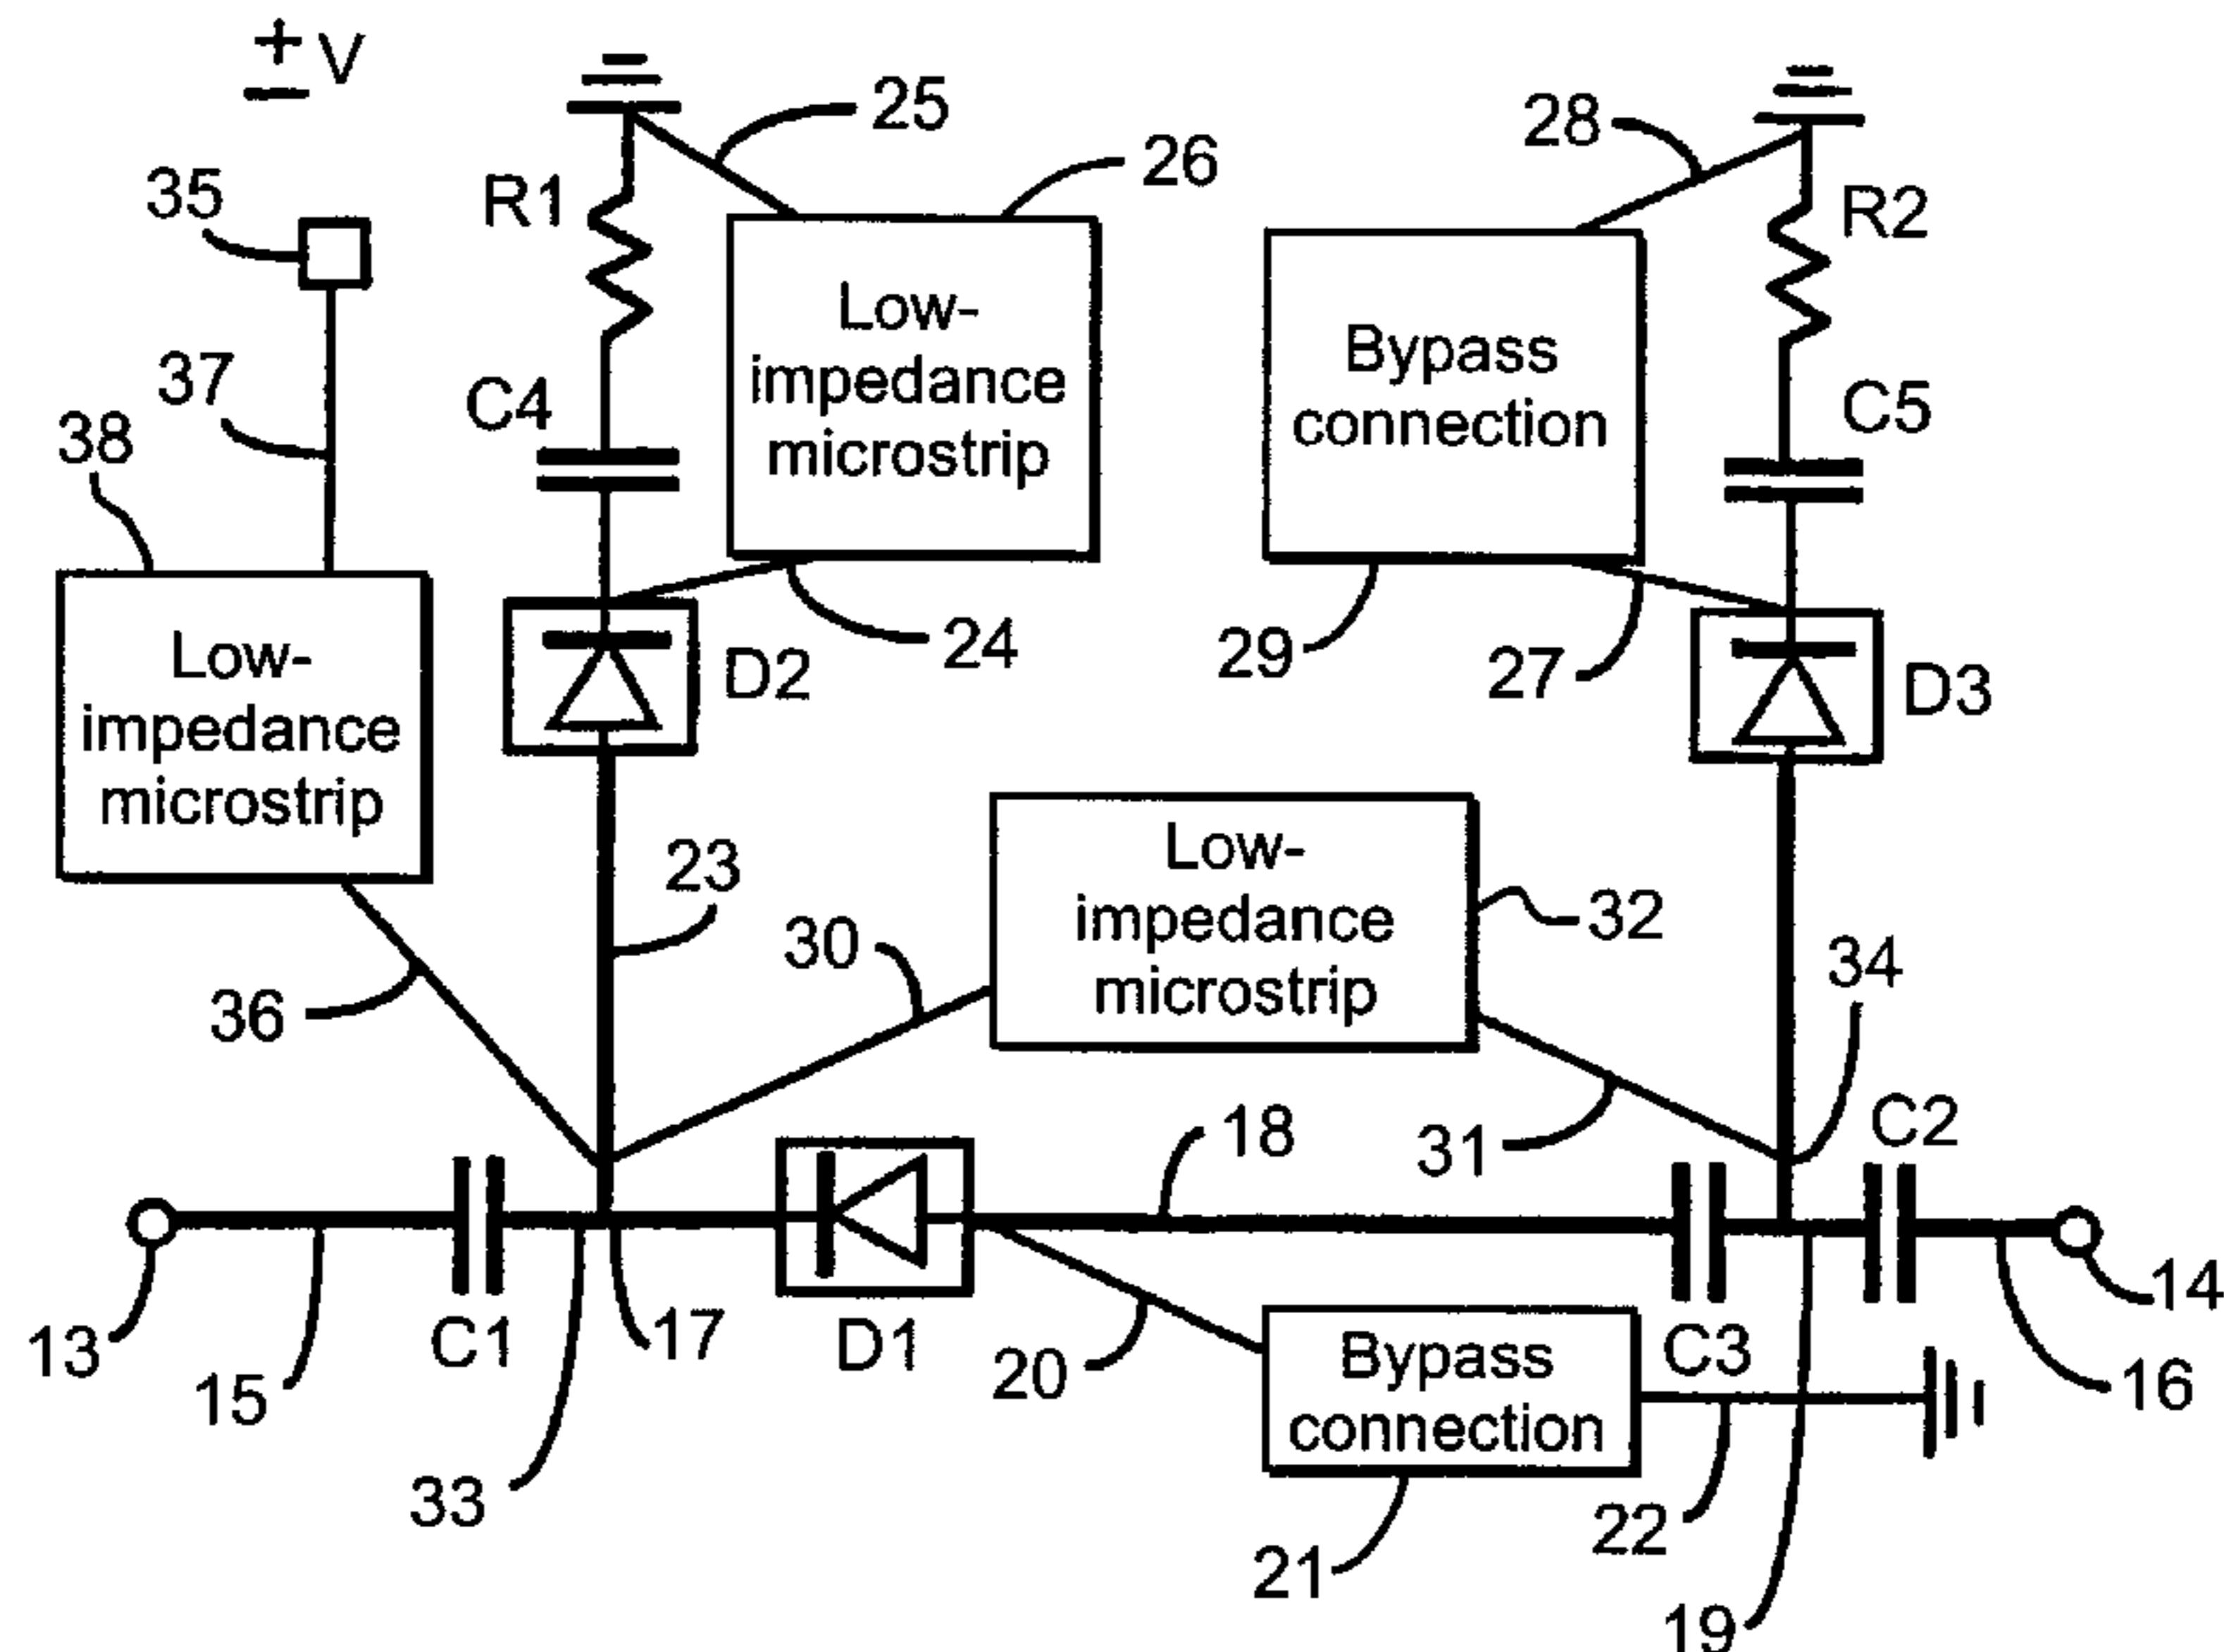 ± V
25
28
26
R1
35
R2
Low-
impedance
microstrip
Bypass
connection
37
C4
C5
38
24
29
27
D2
D3
Low-
impedance
microstrip
23
Low-
impedance
microstrip
30
32
34
36
18
31
C2
13
15
C1
17
D1
20
Bypass
connection
C3
14
16
33
22
21
19